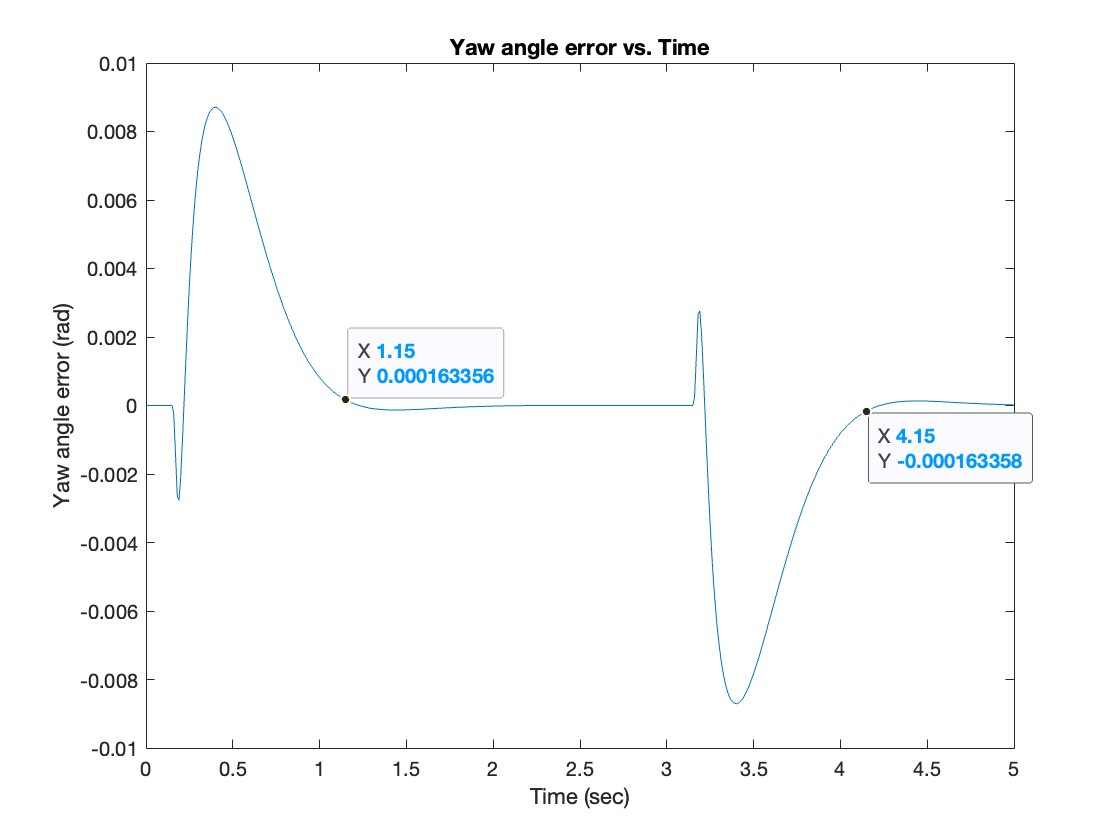 Yaw angle error vs. Time
0.01
0.008
0.006
0.004
0.002
0
-0.002
-0.004
-0.006
-0.008
-0.01
Yaw angle error (rad)
X 1.15
Y 0.000163356
X 4.15
Y -0.000163358
0 0.5 1 1.5 2 2.5 3 3.5 4 4.5 5
Time (sec)